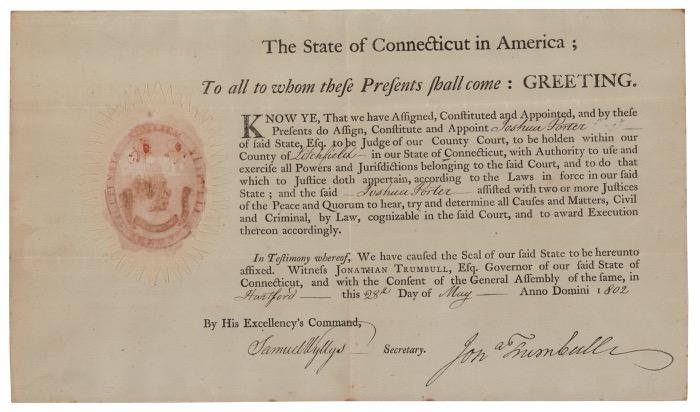 The State of Connecticut in America ;
To all to whom theſe Preſents ſhall come : GREETING.
KNOW YE, That we have Aſſigned, Conſtituted and Appointed, and by theſe
Preſents do Aſſign, Conſtitute and Appoint Joshua Porter
of ſaid State, Eſq. to be Judge of our County Court, to be holden within our
County of Litchfield in our State of Connecticut, with Authority to uſe and
exerciſe all Powers and Juriſdictions belonging to the ſaid Court, and to do that
which to Juſtice doth appertain, according to the Laws in force in our ſaid
State ; and the ſaid Joshua Porter aſſiſted with two or more Juſtices
of the Peace and Quorum to hear, try and determine all Cauſes and Matters, Civil
and Criminal, by Law, cognizable in the ſaid Court, and to award Execution
thereon accordingly.
In Teſtimony whereof, We have cauſed the Seal of our ſaid State to be hereunto
affixed. Witneſs JONATHAN TRUMBULL, Eſq. Governor of our ſaid State of
Connecticut, and with the Conſent of the General Aſſembly of the ſame, in
Hartford this 28th Day of May Anno Domini 1802
By His Excellency's Command,
Samuel Wyllys Secretary. Jonath Trumbull